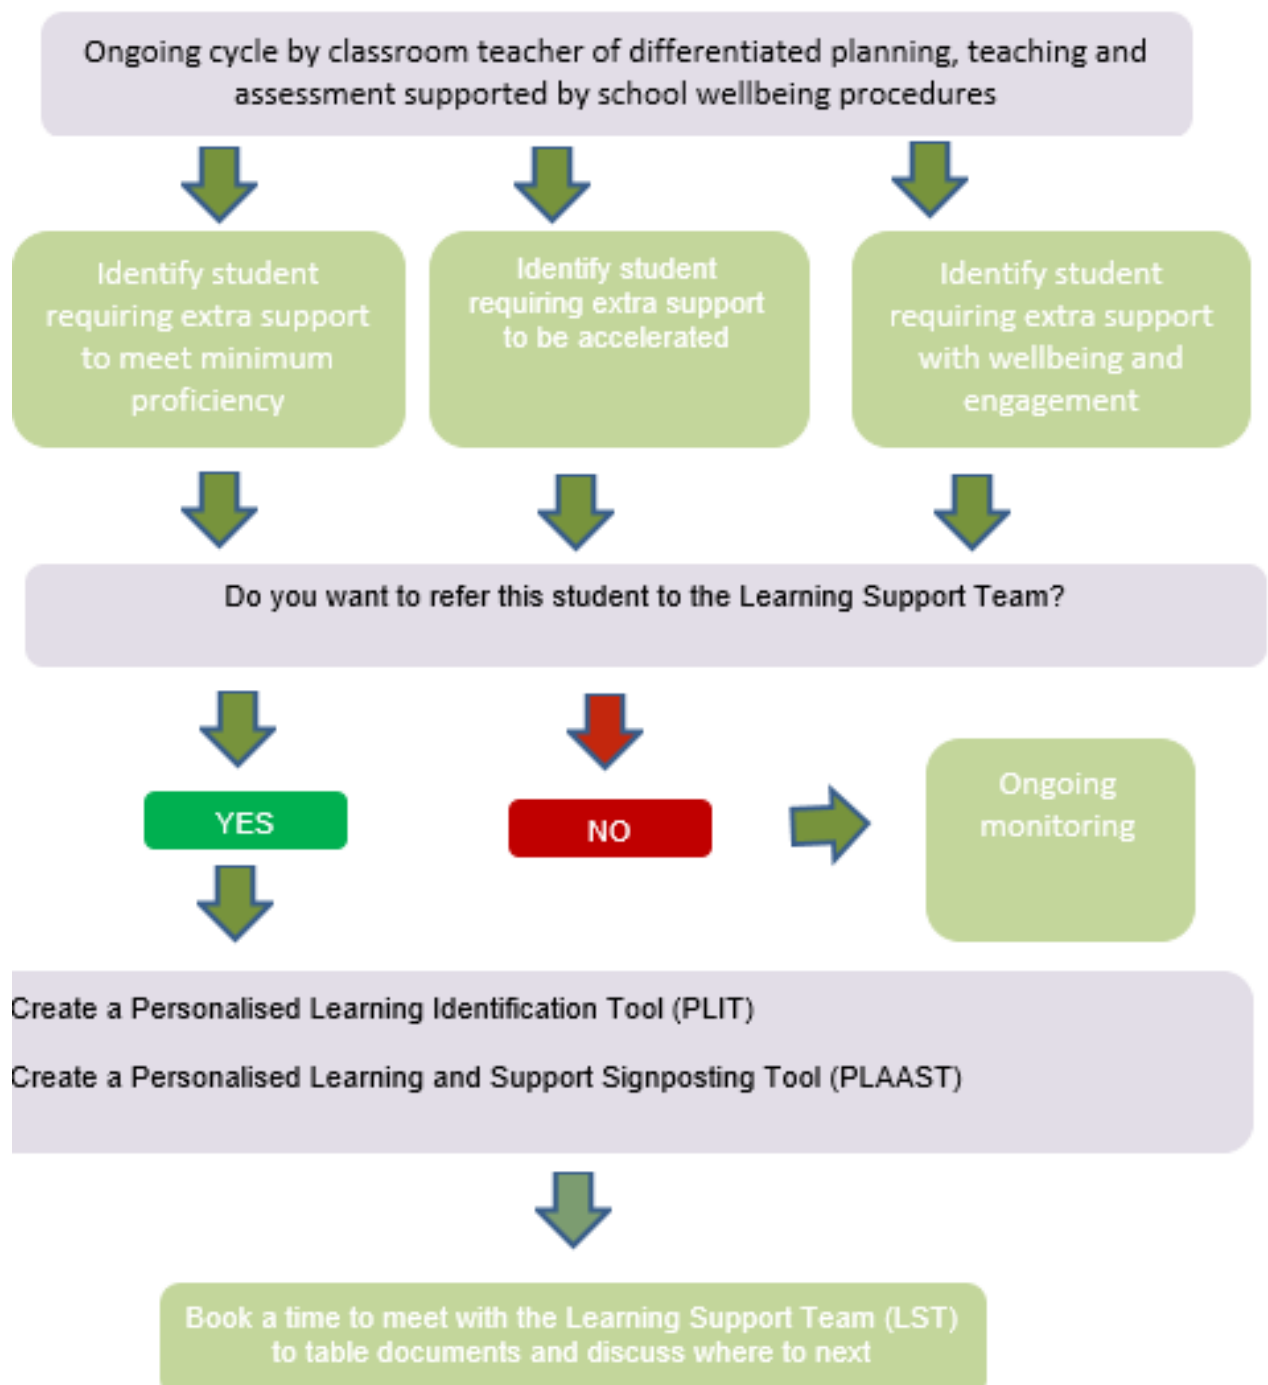 Ongoing cycle by classroom teacher of differentiated planning, teaching and
assessment supported by school wellbeing procedures
Identify student
requiring extra support
to meet minimum
proficiency
Identify student
requiring extra support
to be accelerated
Identify student
requiring extra support
with wellbeing and
engagement
Do you want to refer this student to the Learning Support Team?
YES
NO
Ongoing
monitoring
Create a Personalised Learning Identification Tool (PLIT)
Create a Personalised Learning and Support Signposting Tool (PLAAST)
Book a time to meet with the Learning Support Team (LST)
to table documents and discuss where to next